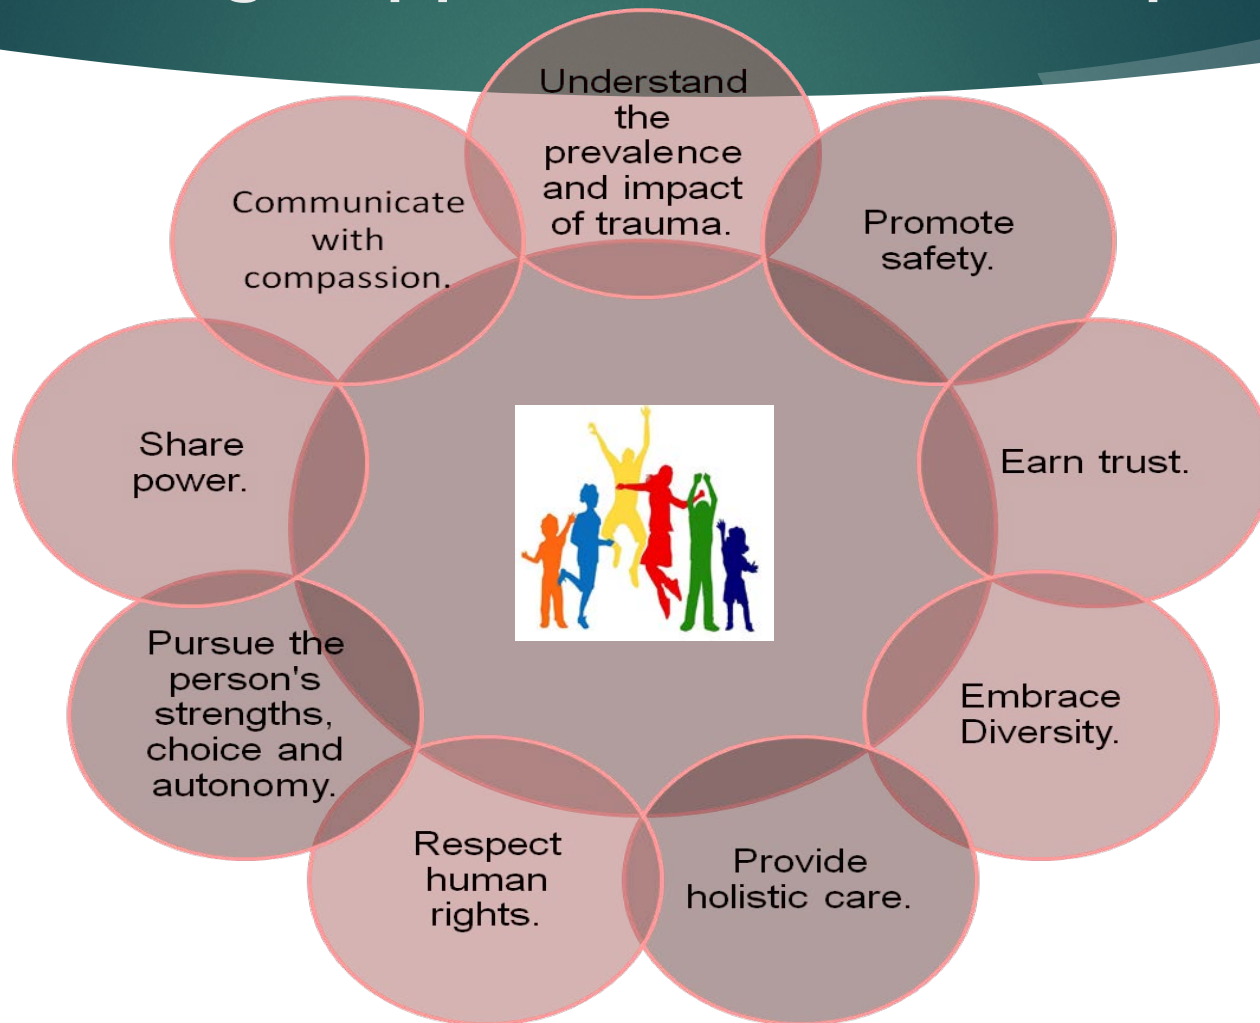 Understand
the
prevalence
and impact
of trauma.
Promote
safety.
Earn trust.
Embrace
Diversity.
Provide
holistic care.
Respect
human
rights.
Pursue the
person's
strengths,
choice and
autonomy.
Share
power.
Communicate
with
compassion.